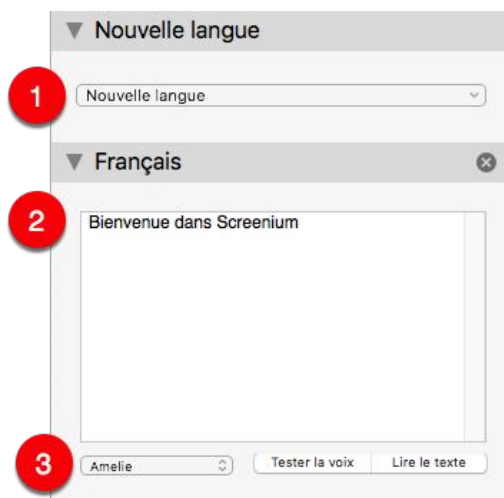 Nouvelle langue
1
Nouvelle langue
Français
2
Bienvenue dans Screenium
3
Amelie
Tester la voix
Lire le texte